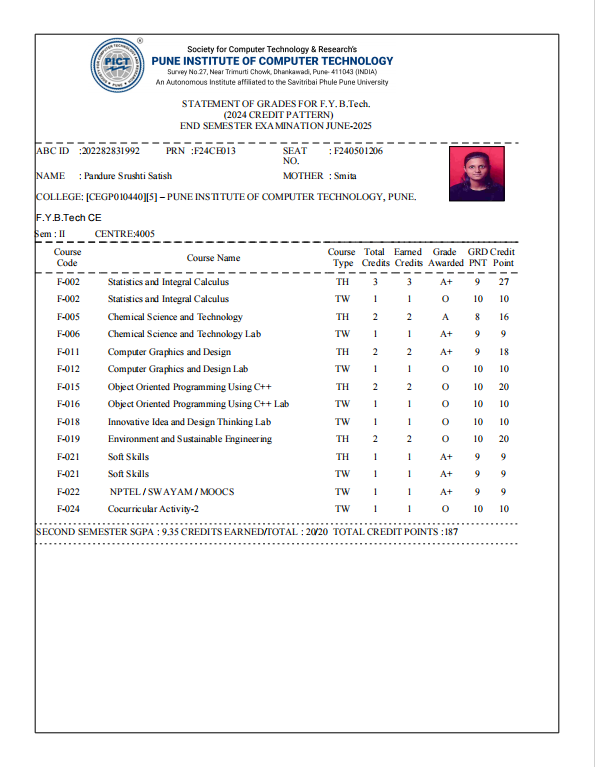 Society for Computer Technology & Research's
PICT
®
PUNE INSTITUTE OF COMPUTER TECHNOLOGY
Survey No.27, Near Trimurti Chowk, Dhankawadi, Pune- 411043 (INDIA)
An Autonomous Institute affiliated to the Savitribai Phule Pune University
STATEMENT OF GRADES FOR F.Y. B.Tech.
(2024 CREDIT PATTERN)
END SEMESTER EXAMINATION JUNE-2025
ABC ID :202282831992 PRN :F24CE013 SEAT NO. : F240501206
NAME : Pandure Srushti Satish MOTHER : Smita
COLLEGE: [CEGP010440][5] – PUNE INSTITUTE OF COMPUTER TECHNOLOGY, PUNE.
F.Y.B.Tech CE
Sem : II CENTRE:4005
Course Code Course Name Course Type Total Credits Earned Credits Grade Awarded GRD PNT Credit Point
F-002 Statistics and Integral Calculus TH 3 3 A+ 9 27
F-002 Statistics and Integral Calculus TW 1 1 O 10 10
F-005 Chemical Science and Technology TH 2 2 A 8 16
F-006 Chemical Science and Technology Lab TW 1 1 A+ 9 9
F-011 Computer Graphics and Design TH 2 2 A+ 9 18
F-012 Computer Graphics and Design Lab TW 1 1 O 10 10
F-015 Object Oriented Programming Using C++ TH 2 2 O 10 20
F-016 Object Oriented Programming Using C++ Lab TW 1 1 O 10 10
F-018 Innovative Idea and Design Thinking Lab TW 1 1 O 10 10
F-019 Environment and Sustainable Engineering TH 2 2 O 10 20
F-021 Soft Skills TH 1 1 A+ 9 9
F-021 Soft Skills TW 1 1 A+ 9 9
F-022 NPTEL / SWAYAM / MOOCS TW 1 1 A+ 9 9
F-024 Cocurricular Activity-2 TW 1 1 O 10 10
SECOND SEMESTER SGPA : 9.35 CREDITS EARNED/TOTAL : 20/20 TOTAL CREDIT POINTS :187